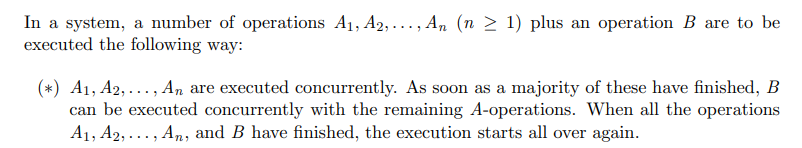 In a system, a number of operations A₁, A₂, . . . , Aₙ (n ≥ 1) plus an operation B are to be
executed the following way:
(∗) A₁, A₂, . . . , Aₙ are executed concurrently. As soon as a majority of these have finished, B
can be executed concurrently with the remaining A-operations. When all the operations
A₁, A₂, . . . , Aₙ, and B have finished, the execution starts all over again.